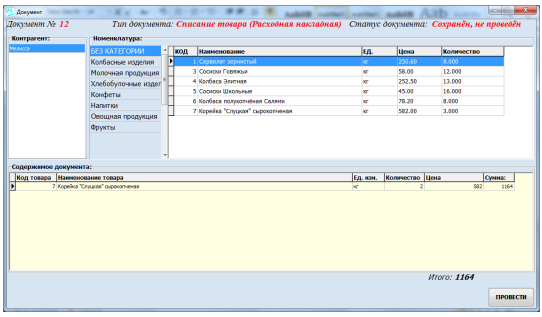 Документ
Документ № 12 Тип документа: Списание товара (Расходная накладная) Статус документа: Сохранён, не проведён
Контрагент: Номенклатура:
Мелисса
БЕЗ КАТЕГОРИИ
Колбасные изделия
Молочная продукция
Хлебобулочные издел
Конфеты
Напитки
Овощная продукция
Фрукты
КОД Наименование ЕД. Цена Количество
1 Сервелат зернистый кг 250.60 8.000
3 Сосиски Говяжьи кг 58.00 12.000
4 Колбаса Элитная кг 252.50 13.000
5 Сосиски Школьные кг 45.00 16.000
6 Колбаса полукопчёная Салями кг 78.20 8.000
7 Корейка "Слуцкая" сырокопченая кг 582.00 3.000
Содержимое документа:
Код товара Наименование товара Ед. изм. Количество Цена Сумма:
7 Корейка "Слуцкая" сырокопченая кг 2 582 1164
Итого: 1164
ПРОВЕСТИ